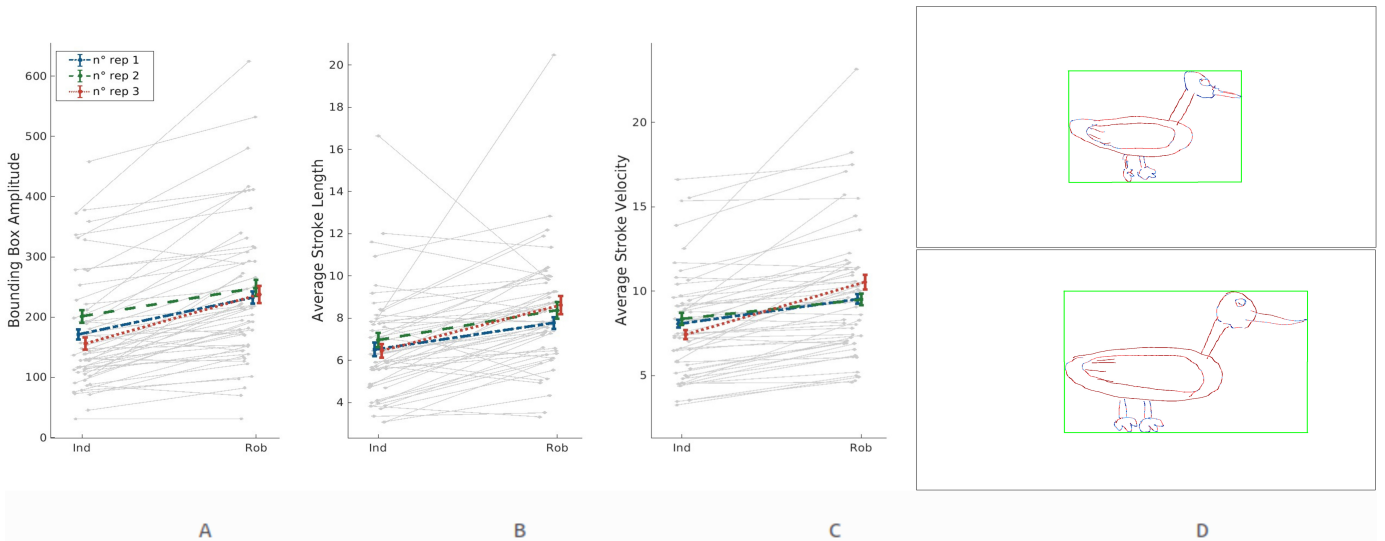 Bounding Box Amplitude
600
500
400
300
200
100
0
n° rep 1
n° rep 2
n° rep 3
Ind Rob
Average Stroke Length
20
18
16
14
12
10
8
6
4
Ind Rob
Average Stroke Velocity
20
15
10
5
Ind Rob
A B C D